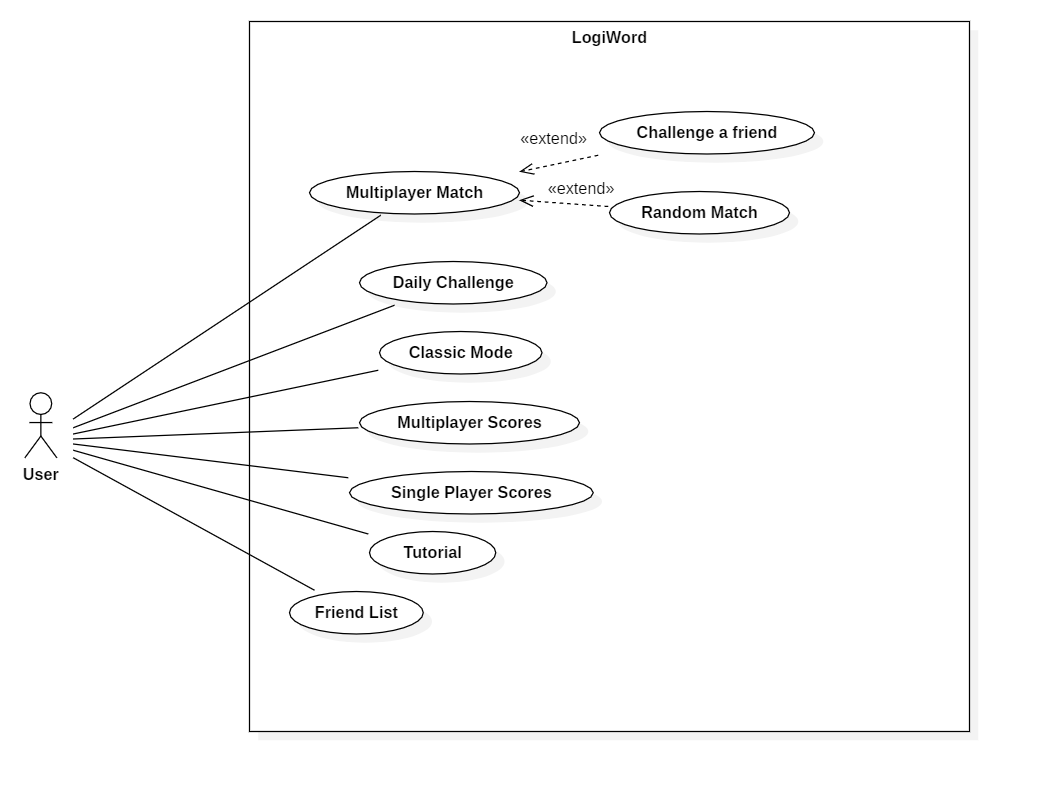 LogiWord
«extend»
Challenge a friend
Multiplayer Match
«extend»
Random Match
Daily Challenge
Classic Mode
Multiplayer Scores
User
Single Player Scores
Tutorial
Friend List